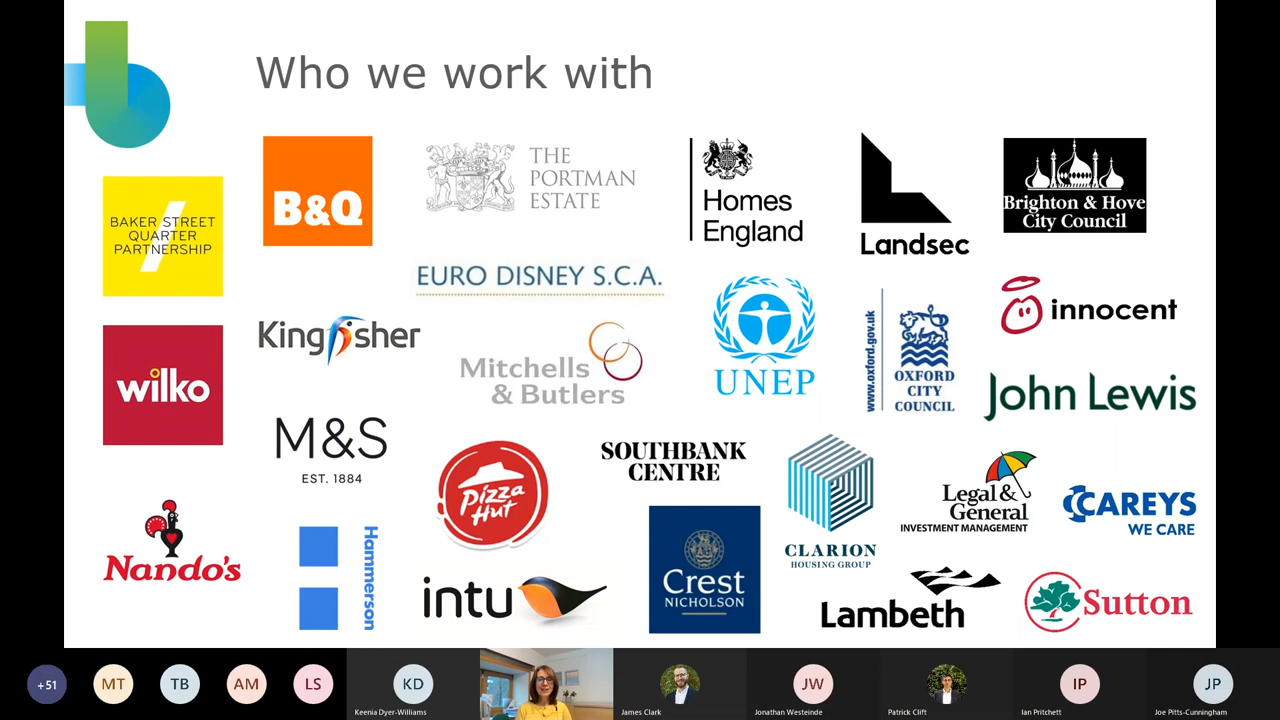 Who we work with
BAKER STREET
QUARTER
PARTNERSHIP
B&Q
THE
PORTMAN
ESTATE
Homes
England
Landsec
Brighton & Hove
City Council
EURO DISNEY S.C.A.
Kingfisher
Mitchells
& Butlers
UNEP
www.oxford.gov.uk
OXFORD
CITY
COUNCIL
innocent
wilko
John Lewis
M&S
EST. 1884
Pizza
Hut
SOUTHBANK
CENTRE
CLARION
HOUSING GROUP
Legal &
General
INVESTMENT MANAGEMENT
CAREYS
WE CARE
Nando's
Hammerson
intu
Crest
NICHOLSON
Lambeth
Sutton
+51
MT
TB
AM
LS
KD
JW
IP
JP
Keenia Dyer-Williams
James Clark
Jonathan Westeinde
Patrick Clift
Ian Pritchett
Joe Pitts-Cunningham